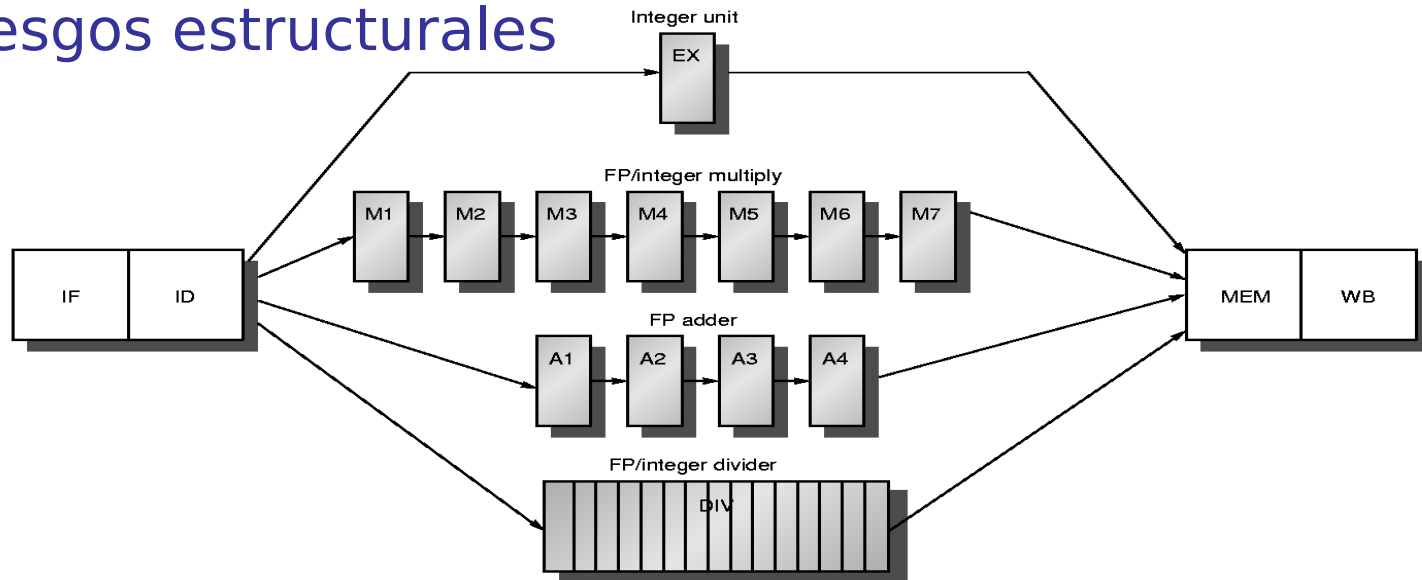 esgos estructurales
Integer unit
EX
FP/integer multiply
M1 M2 M3 M4 M5 M6 M7
IF ID
MEM WB
FP adder
A1 A2 A3 A4
FP/integer divider
DIV